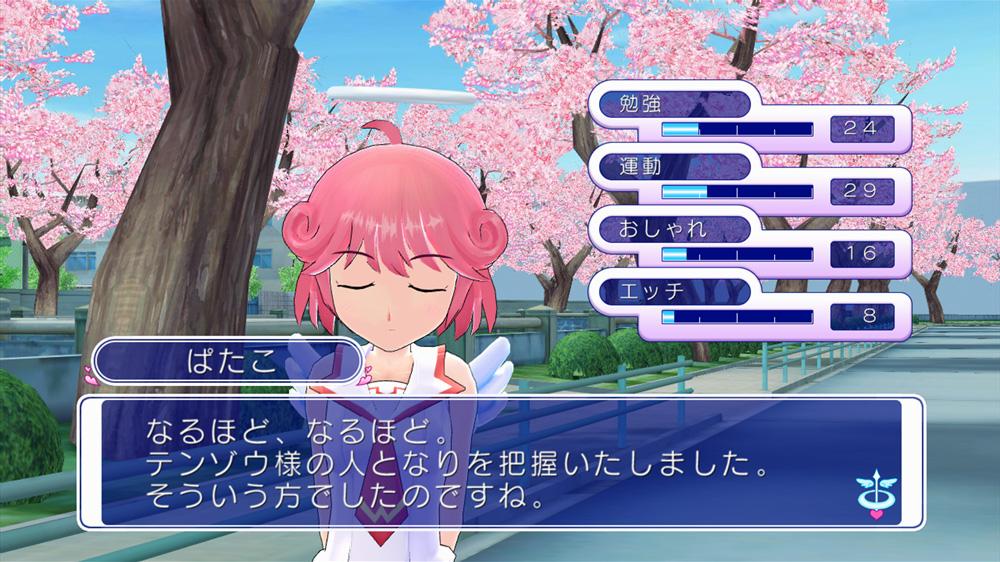 勉強
24
運動
29
おしゃれ
16
エッチ
8
ぱたこ
なるほど、なるほど。
テンゾウ様の人となりを把握いたしました。
そういう方でしたのですね。